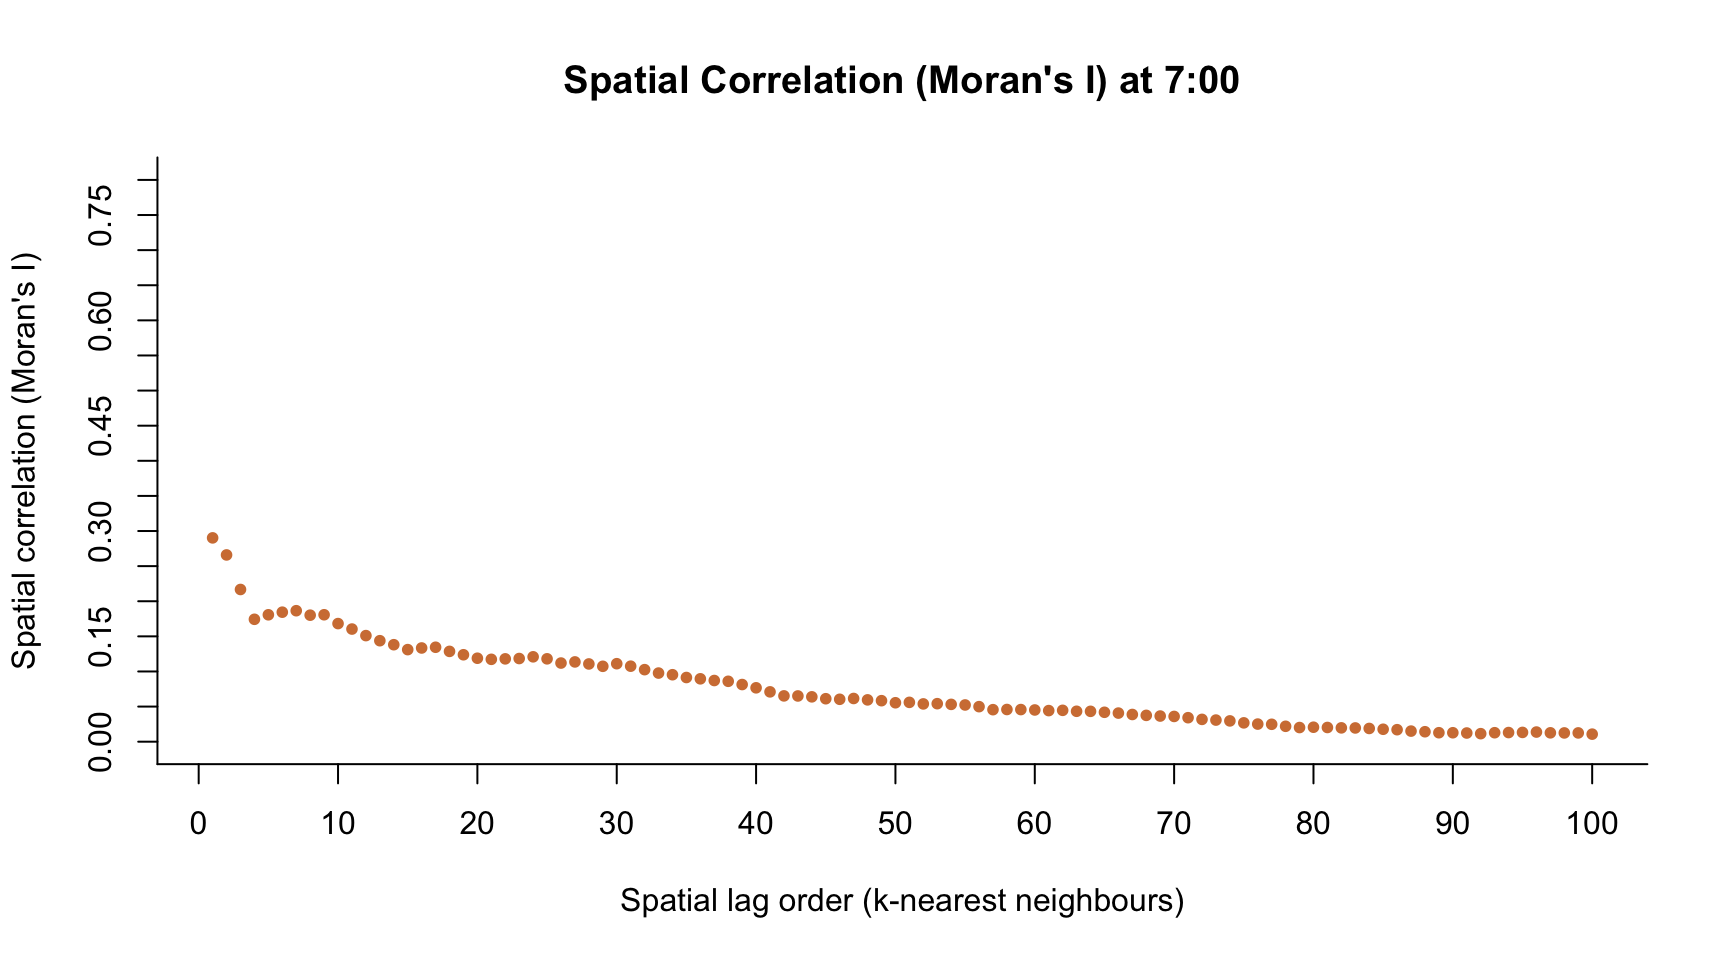 Spatial Correlation (Moran's I) at 7:00
Spatial correlation (Moran's I)
0.75
0.60
0.45
0.30
0.15
0.00
0 10 20 30 40 50 60 70 80 90 100
Spatial lag order (k-nearest neighbours)